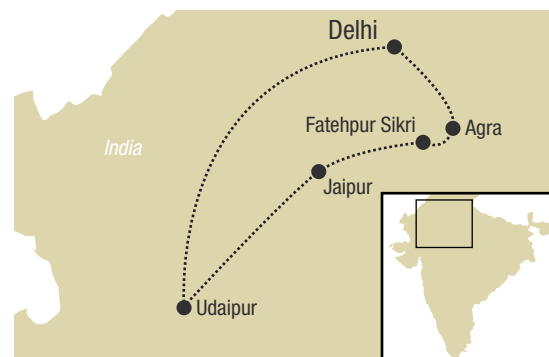 Delhi
Fatehpur Sikri
Agra
India
Jaipur
Udaipur